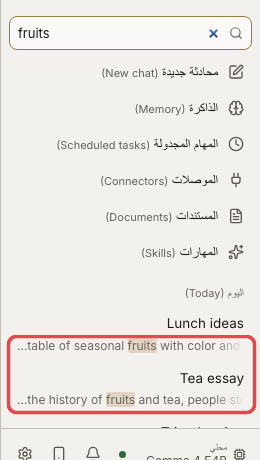 fruits
محادثة جديدة (New chat)
الذاكرة (Memory)
المهام المجدولة (Scheduled tasks)
الموصلات (Connectors)
المستندات (Documents)
المهارات (Skills)
اليوم (Today)
Lunch ideas
...table of seasonal fruits with color and
Tea essay
...the history of fruits and tea, people
محلي